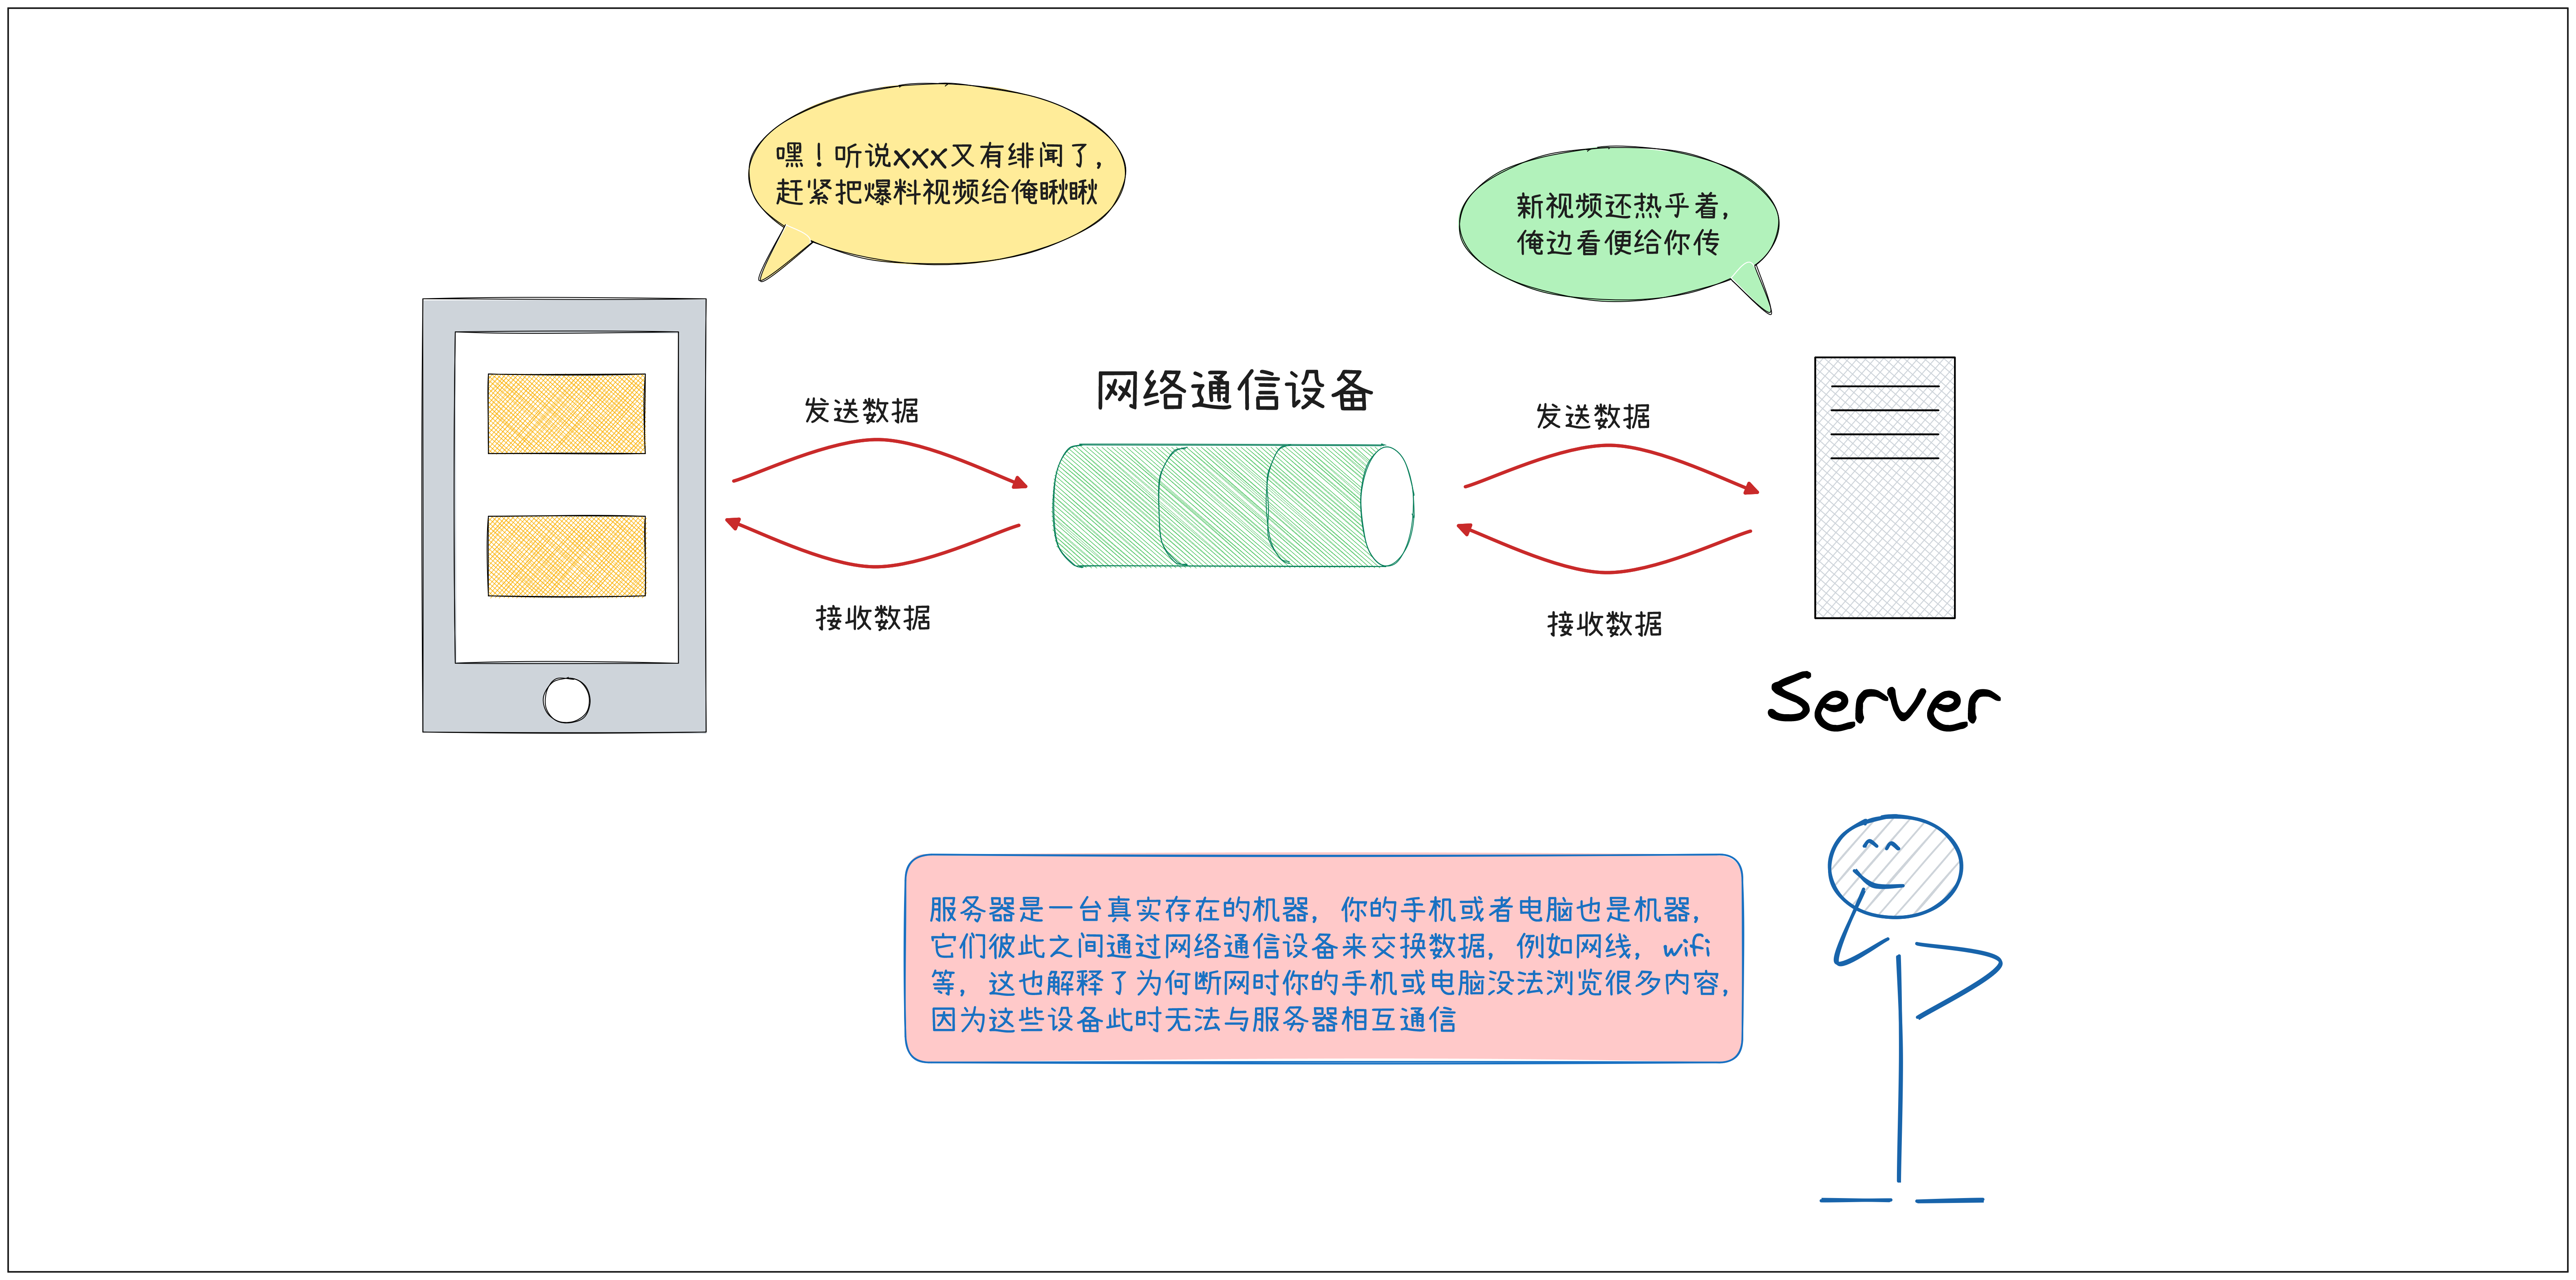 嘿！听说xxx又有绯闻了，
赶紧把爆料视频给俺瞅瞅
新视频还热乎着，
俺边看便给你传
网络通信设备
发送数据
发送数据
接收数据
接收数据
Server
服务器是一台真实存在的机器，你的手机或者电脑也是机器，
它们彼此之间通过网络通信设备来交换数据，例如网线，wifi
等，这也解释了为何断网时你的手机或电脑没法浏览很多内容，
因为这些设备此时无法与服务器相互通信